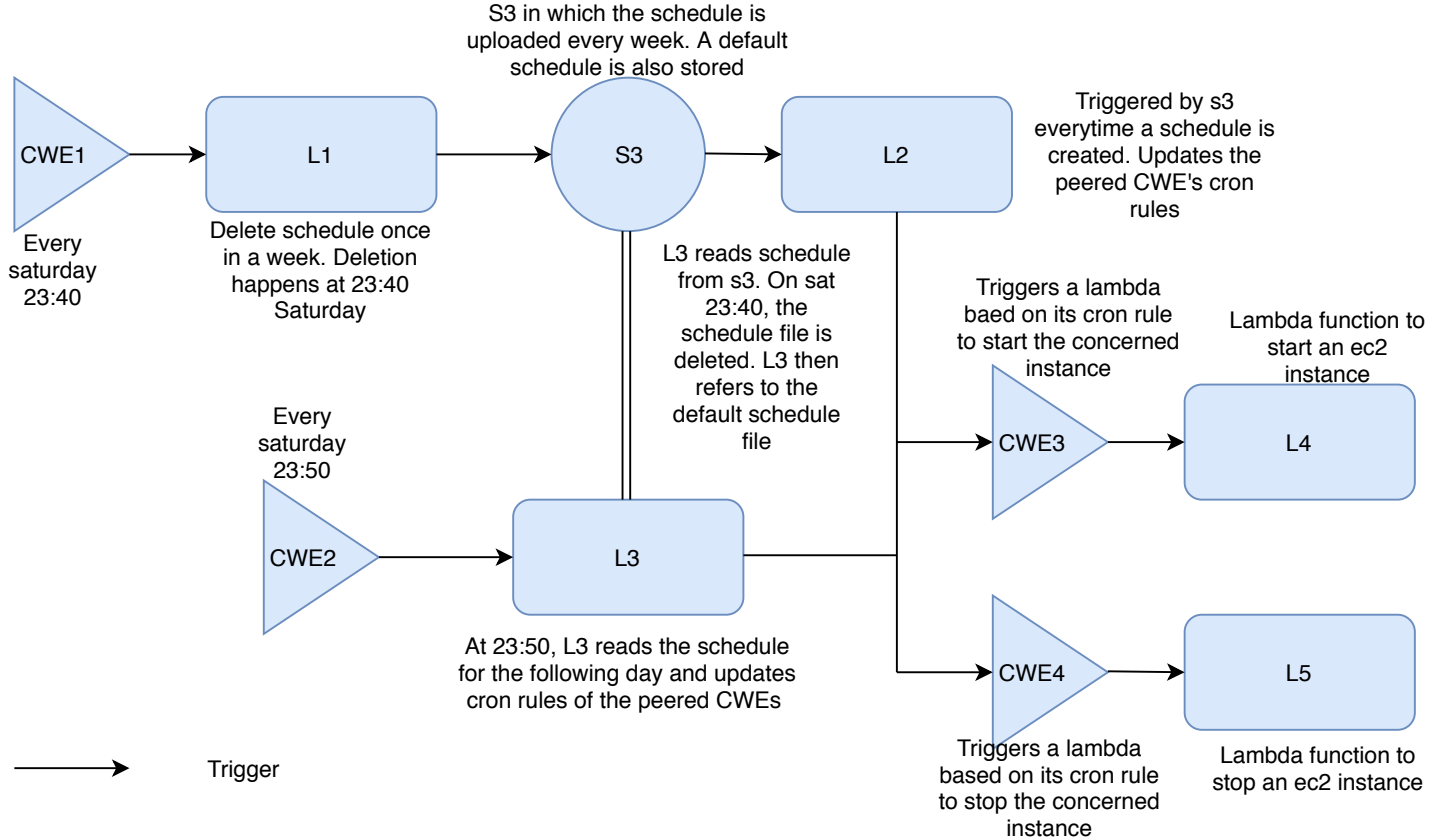 S3 in which the schedule is
uploaded every week. A default
schedule is also stored
CWE1
L1
S3
L2
Triggered by s3
everytime a schedule is
created. Updates the
peered CWE's cron
rules
Every
saturday
23:40
Delete schedule once
in a week. Deletion
happens at 23:40
Saturday
L3 reads schedule
from s3. On sat
23:40, the
schedule file is
deleted. L3 then
refers to the
default schedule
file
Triggers a lambda
baed on its cron rule
to start the concerned
instance
Lambda function to
start an ec2
instance
CWE3
L4
Every
saturday
23:50
CWE2
L3
At 23:50, L3 reads the schedule
for the following day and updates
cron rules of the peered CWEs
CWE4
L5
Triggers a lambda
based on its cron rule
to stop the concerned
instance
Lambda function to
stop an ec2 instance
Trigger